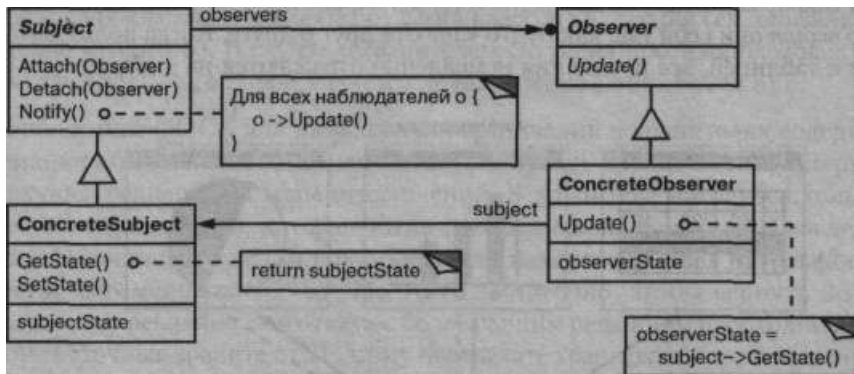 Subject
observers
Observer
Attach(Observer)
Detach(Observer)
Notify()
Update()
Для всех наблюдателей o {
o ->Update()
}
ConcreteSubject
subject
ConcreteObserver
GetState()
SetState()
return subjectState
Update()
observerState
subjectState
observerState =
subject->GetState()